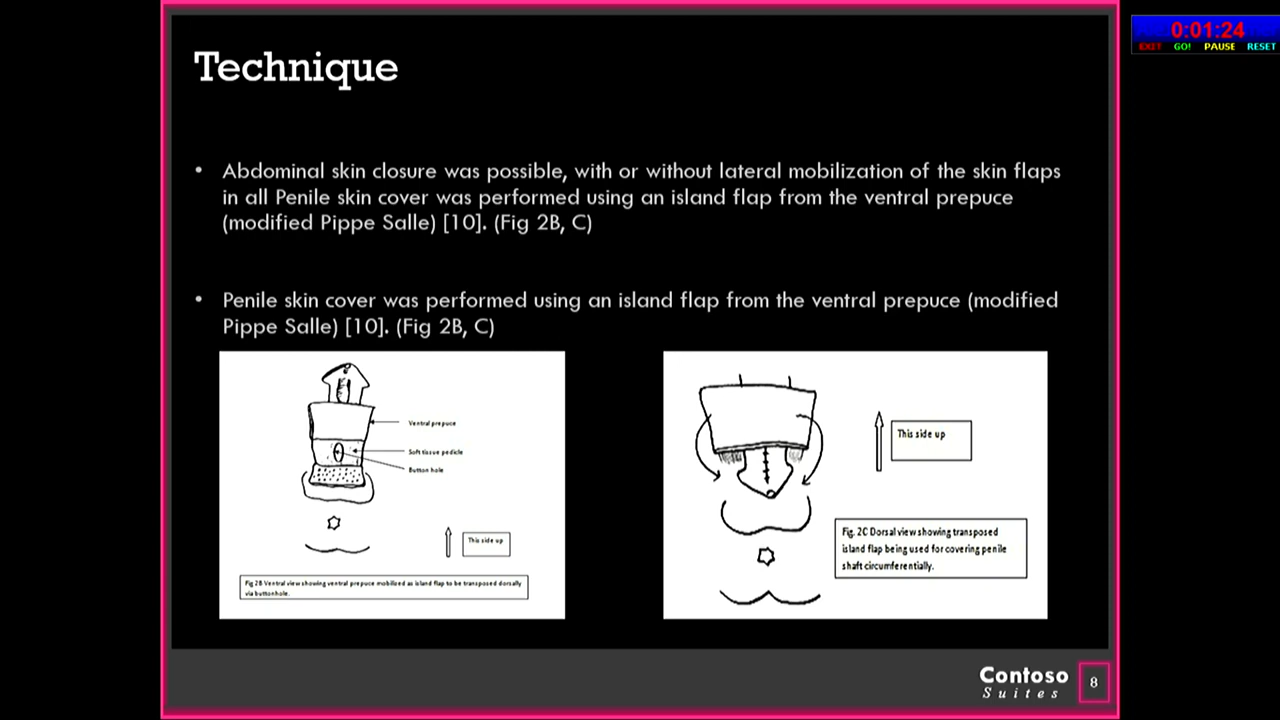 0:01:24
EXIT GO! PAUSE RESET
Technique
• Abdominal skin closure was possible, with or without lateral mobilization of the skin flaps
in all Penile skin cover was performed using an island flap from the ventral prepuce
(modified Pippe Salle) [10]. (Fig 2B, C)
• Penile skin cover was performed using an island flap from the ventral prepuce (modified
Pippe Salle) [10]. (Fig 2B, C)
Ventral prepuce
Soft tissue pedicle
Button hole
This side up
Fig 2B Ventral view showing ventral prepuce mobilized as island flap to be transposed dorsally
via buttonhole.
This side up
Fig. 2C Dorsal view showing transposed
island flap being used for covering penile
shaft circumferentially.
Contoso
Suites
8